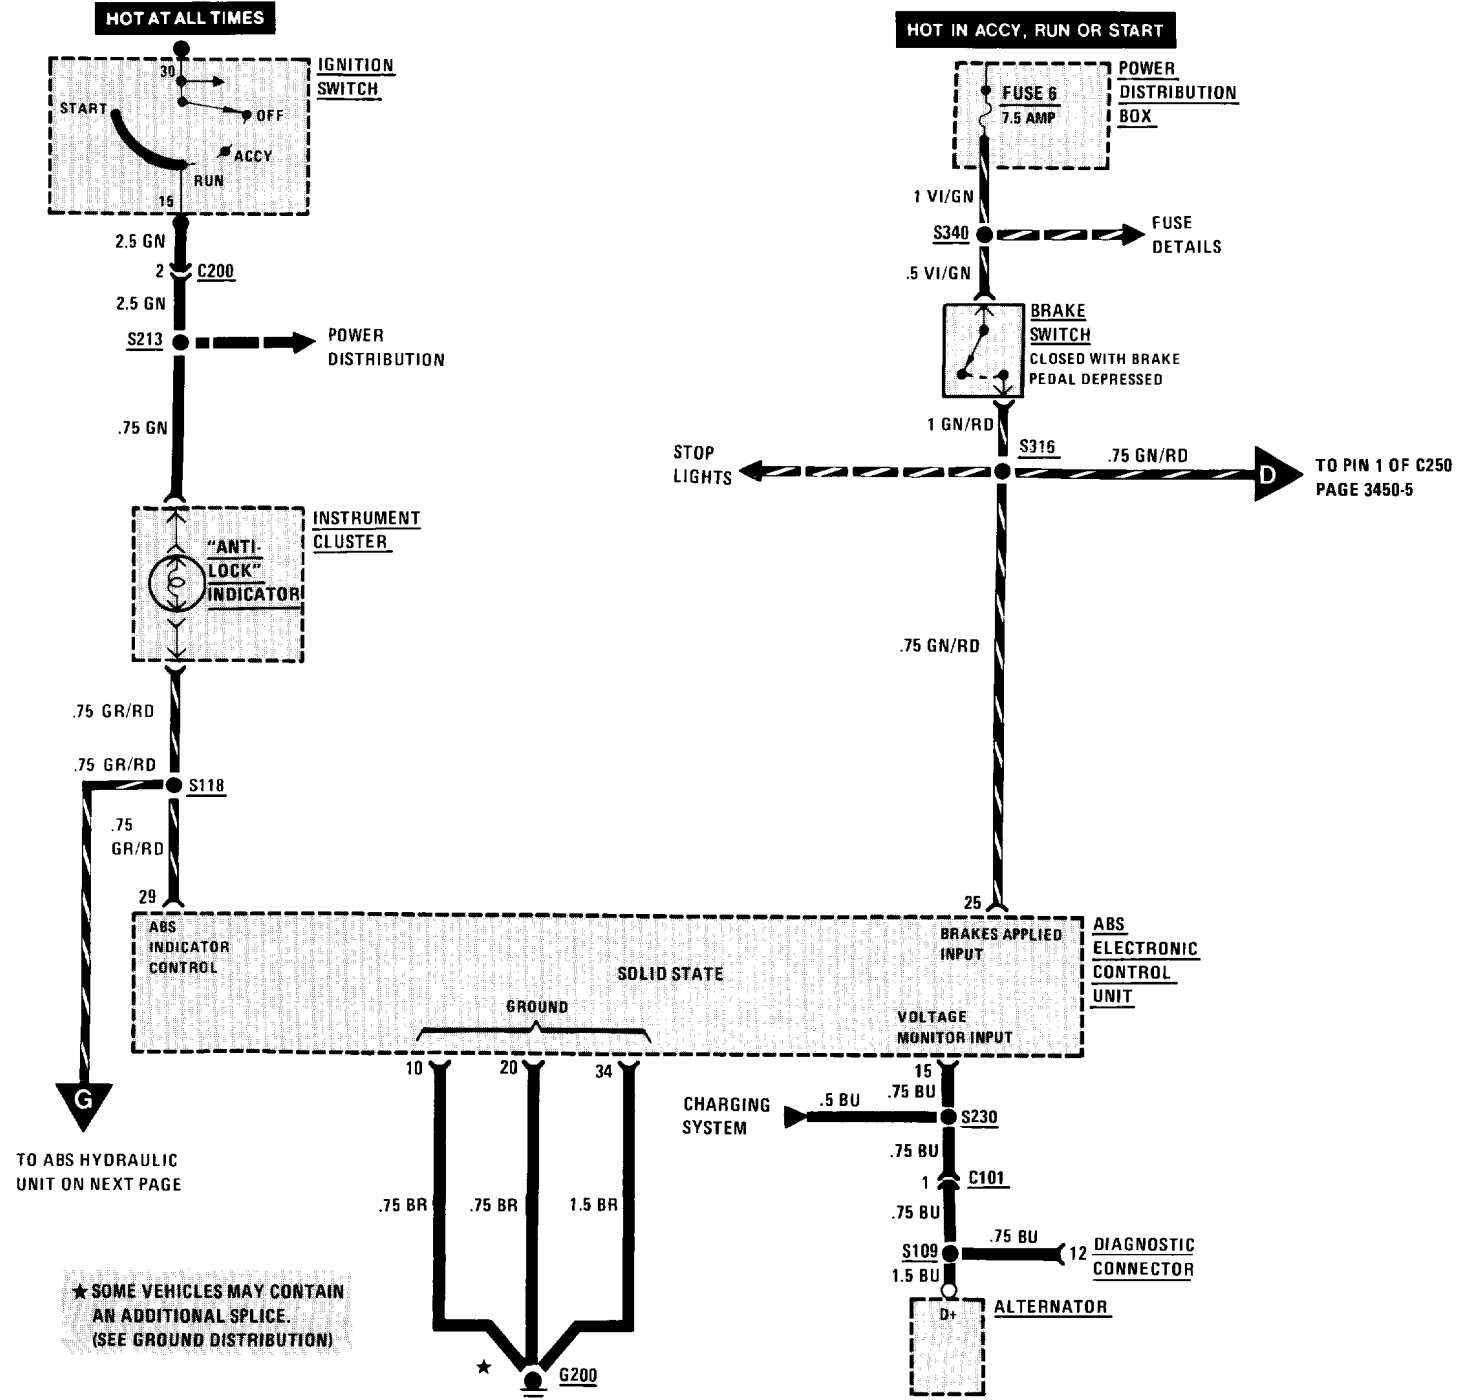 HOT AT ALL TIMES
30
IGNITION
SWITCH
START
OFF
ACCY
RUN
15
2.5 GN
2
C200
2.5 GN
S213
POWER
DISTRIBUTION
.75 GN
INSTRUMENT
CLUSTER
"ANTI-
LOCK"
INDICATOR
.75 GR/RD
.75 GR/RD
S118
.75
GR/RD
29
G
TO ABS HYDRAULIC
UNIT ON NEXT PAGE
HOT IN ACCY, RUN OR START
FUSE 6
7.5 AMP
POWER
DISTRIBUTION
BOX
1 VI/GN
S340
FUSE
DETAILS
.5 VI/GN
BRAKE
SWITCH
CLOSED WITH BRAKE
PEDAL DEPRESSED
1 GN/RD
S316
STOP
LIGHTS
.75 GN/RD
D
TO PIN 1 OF C250
PAGE 3450-5
.75 GN/RD
25
ABS
INDICATOR
CONTROL
SOLID STATE
GROUND
BRAKES APPLIED
INPUT
VOLTAGE
MONITOR INPUT
ABS
ELECTRONIC
CONTROL
UNIT
10
20
34
15
.75 BU
CHARGING
SYSTEM
.5 BU
S230
.75 BU
1
C101
.75 BR
.75 BR
1.5 BR
.75 BU
.75 BU
S109
12
DIAGNOSTIC
CONNECTOR
1.5 BU
D+
ALTERNATOR
★ SOME VEHICLES MAY CONTAIN
AN ADDITIONAL SPLICE.
(SEE GROUND DISTRIBUTION)
★
G200